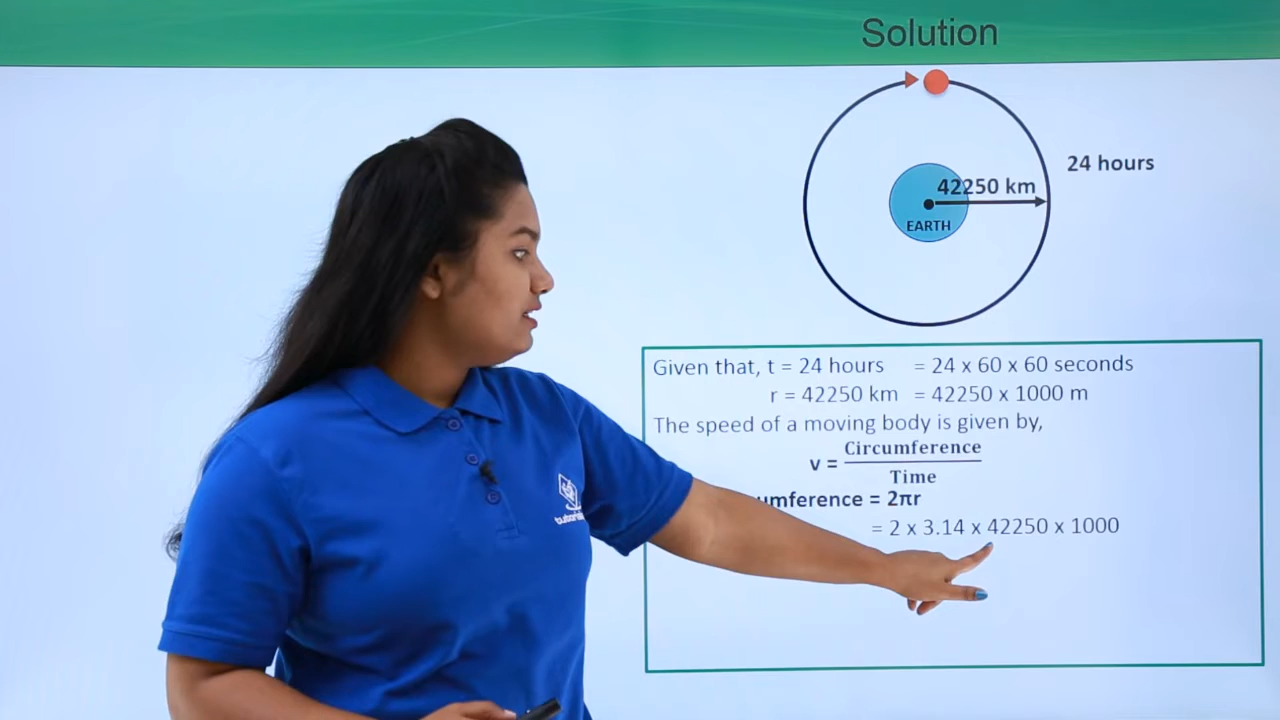 Solution
24 hours
42250 km
EARTH
Given that, t = 24 hours = 24 x 60 x 60 seconds
r = 42250 km = 42250 x 1000 m
The speed of a moving body is given by,
v = Circumference
Time
umference = 2πr
= 2 x 3.14 x 42250 x 1000